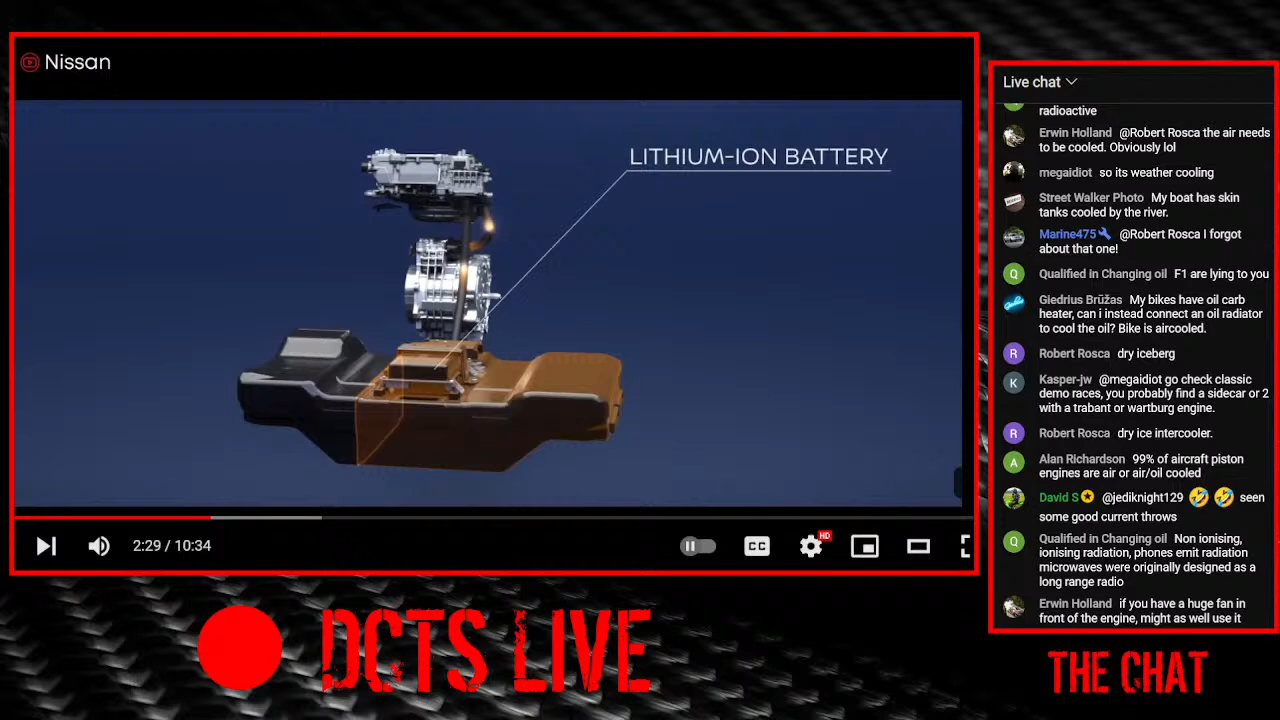 Nissan
LITHIUM-ION BATTERY
2:29 / 10:34
CC
HD
DCTS LIVE
Live chat
radioactive
Erwin Holland @Robert Rosca the air needs
to be cooled. Obviously lol
megaidiot so its weather cooling
Street Walker Photo My boat has skin
tanks cooled by the river.
Marine475 @Robert Rosca I forgot
about that one!
Q Qualified in Changing oil F1 are lying to you
Giedrius Brūžas My bikes have oil carb
heater, can i instead connect an oil radiator
to cool the oil? Bike is aircooled.
R Robert Rosca dry iceberg
K Kasper-jw @megaidiot go check classic
demo races, you probably find a sidecar or 2
with a trabant or wartburg engine.
R Robert Rosca dry ice intercooler.
A Alan Richardson 99% of aircraft piston
engines are air or air/oil cooled
David S @jediknight129 🤣 🤣 seen
some good current throws
Q Qualified in Changing oil Non ionising,
ionising radiation, phones emit radiation
microwaves were originally designed as a
long range radio
Erwin Holland if you have a huge fan in
front of the engine, might as well use it
THE CHAT